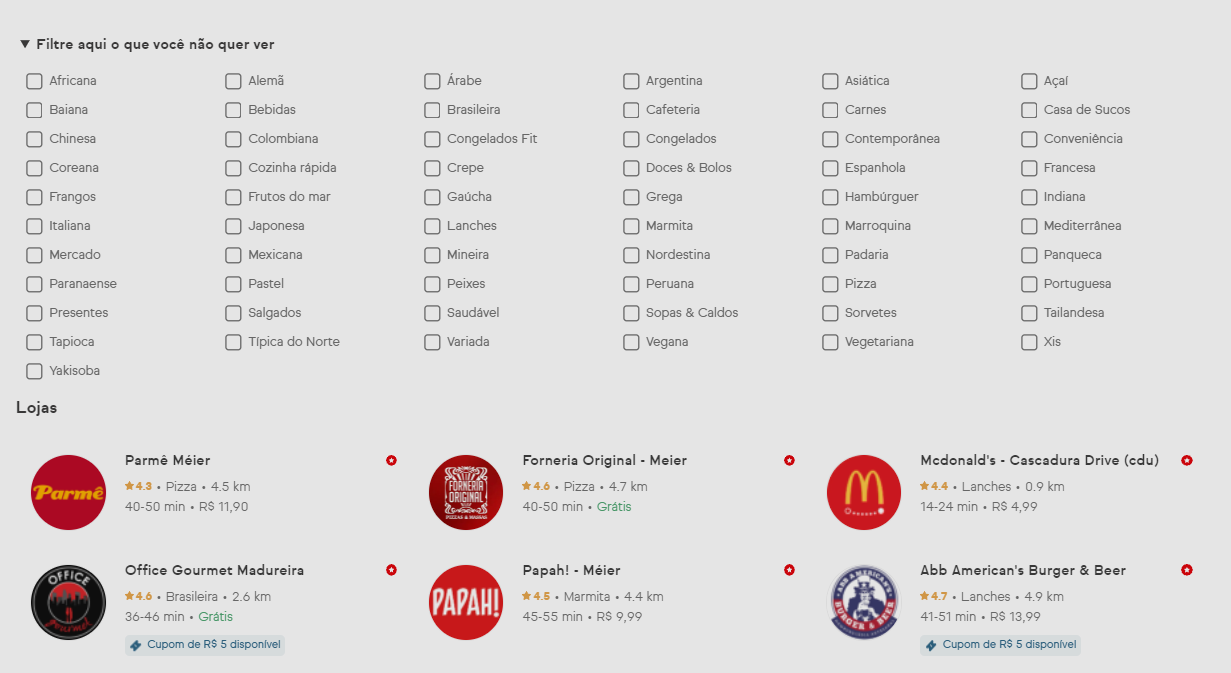 ▼ Filtre aqui o que você não quer ver
Africana Alemã Árabe Argentina Asiática Açaí
Baiana Bebidas Brasileira Cafeteria Carnes Casa de Sucos
Chinesa Colombiana Congelados Fit Congelados Contemporânea Conveniência
Coreana Cozinha rápida Crepe Doces & Bolos Espanhola Francesa
Frangos Frutos do mar Gaúcha Grega Hambúrguer Indiana
Italiana Japonesa Lanches Marmita Marroquina Mediterrânea
Mercado Mexicana Mineira Nordestina Padaria Panqueca
Paranaense Pastel Peixes Peruana Pizza Portuguesa
Presentes Salgados Saudável Sopas & Caldos Sorvetes Tailandesa
Tapioca Típica do Norte Variada Vegana Vegetariana Xis
Yakisoba
Lojas
Parmê
Parmê Méier
4.3 • Pizza • 4.5 km
40-50 min • R$ 11,90
FORNERIA
ORIGINAL
PIZZAS & MASSAS
Forneria Original - Meier
4.6 • Pizza • 4.7 km
40-50 min • Grátis
Mcdonald's - Cascadura Drive (cdu)
4.4 • Lanches • 0.9 km
14-24 min • R$ 4,99
OFFICE
gourmet
Office Gourmet Madureira
4.6 • Brasileira • 2.6 km
36-46 min • Grátis
Cupom de R$ 5 disponível
PAPAH!
Papah! - Méier
4.5 • Marmita • 4.4 km
45-55 min • R$ 9,99
ABB AMERICAN'S
BURGER & BEER
Abb American's Burger & Beer
4.7 • Lanches • 4.9 km
41-51 min • R$ 13,99
Cupom de R$ 5 disponível